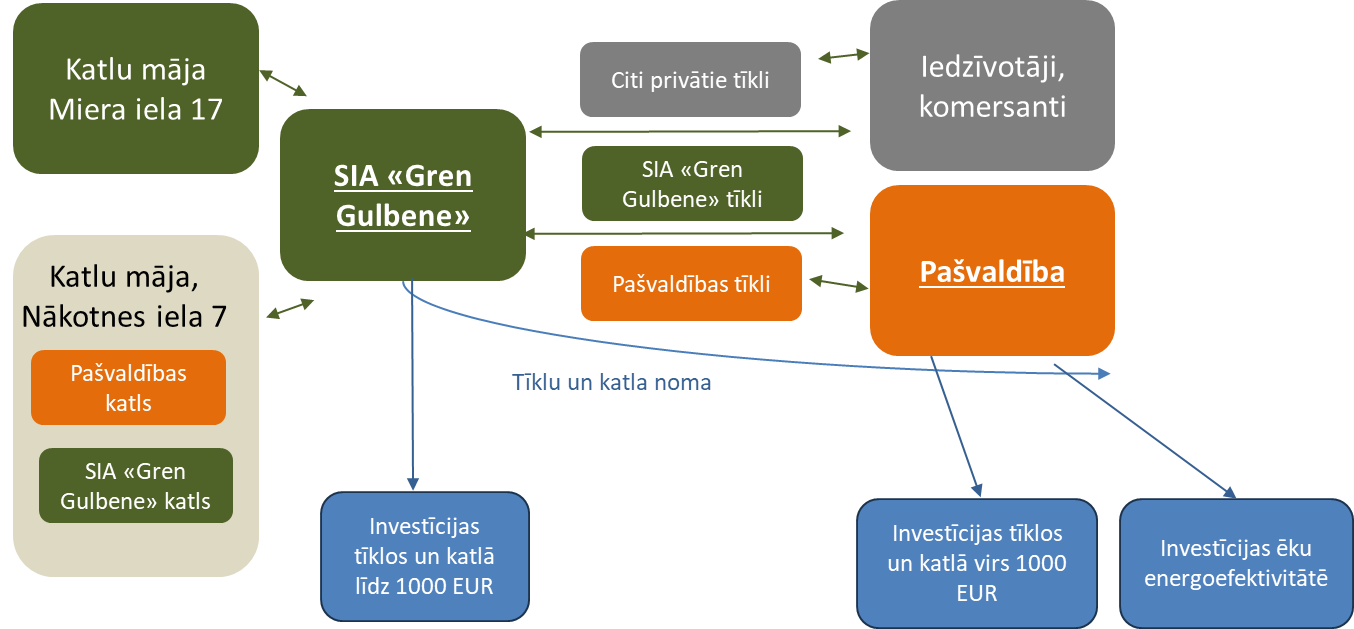 Katlu māja
Miera iela 17
SIA «Gren
Gulbene»
Citi privātie tīkli
Iedzīvotāji,
komersanti
SIA «Gren
Gulbene» tīkli
Pašvaldības tīkli
Pašvaldība
Katlu māja,
Nākotnes iela 7
Pašvaldības
katls
SIA «Gren
Gulbene» katls
Tīklu un katla noma
Investīcijas
tīklos un katlā
līdz 1000 EUR
Investīcijas tīklos
un katlā virs 1000
EUR
Investīcijas ēku
energoefektivitātē